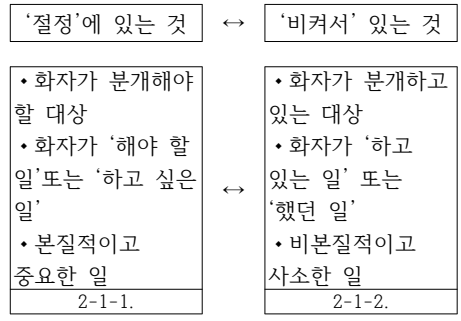 ‘절정’에 있는 것 ↔ ‘비켜서’ 있는 것
⬩화자가 분개해야
할 대상
⬩화자가 ‘해야 할
일’또는 ‘하고 싶은
일’
⬩본질적이고
중요한 일
2-1-1.
↔
⬩화자가 분개하고
있는 대상
⬩화자가 ‘하고
있는 일’ 또는
‘했던 일’
⬩비본질적이고
사소한 일
2-1-2.